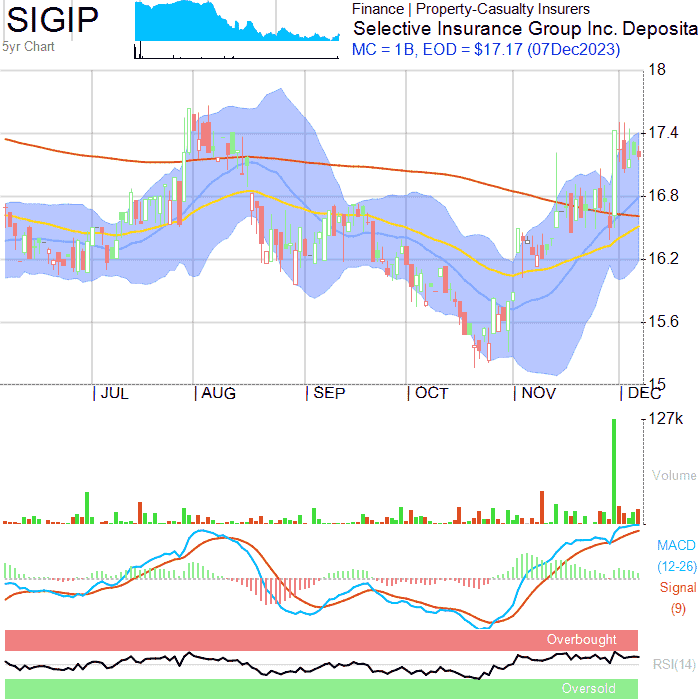 SIGIP
5yr Chart
Finance | Property-Casualty Insurers
Selective Insurance Group Inc. Deposita
MC = 1B, EOD = $17.17 (07Dec2023)
18
17.4
16.8
16.2
15.6
15
JUL AUG SEP OCT NOV DEC
127k
Volume
MACD
(12-26)
Signal
(9)
Overbought
RSI(14)
Oversold